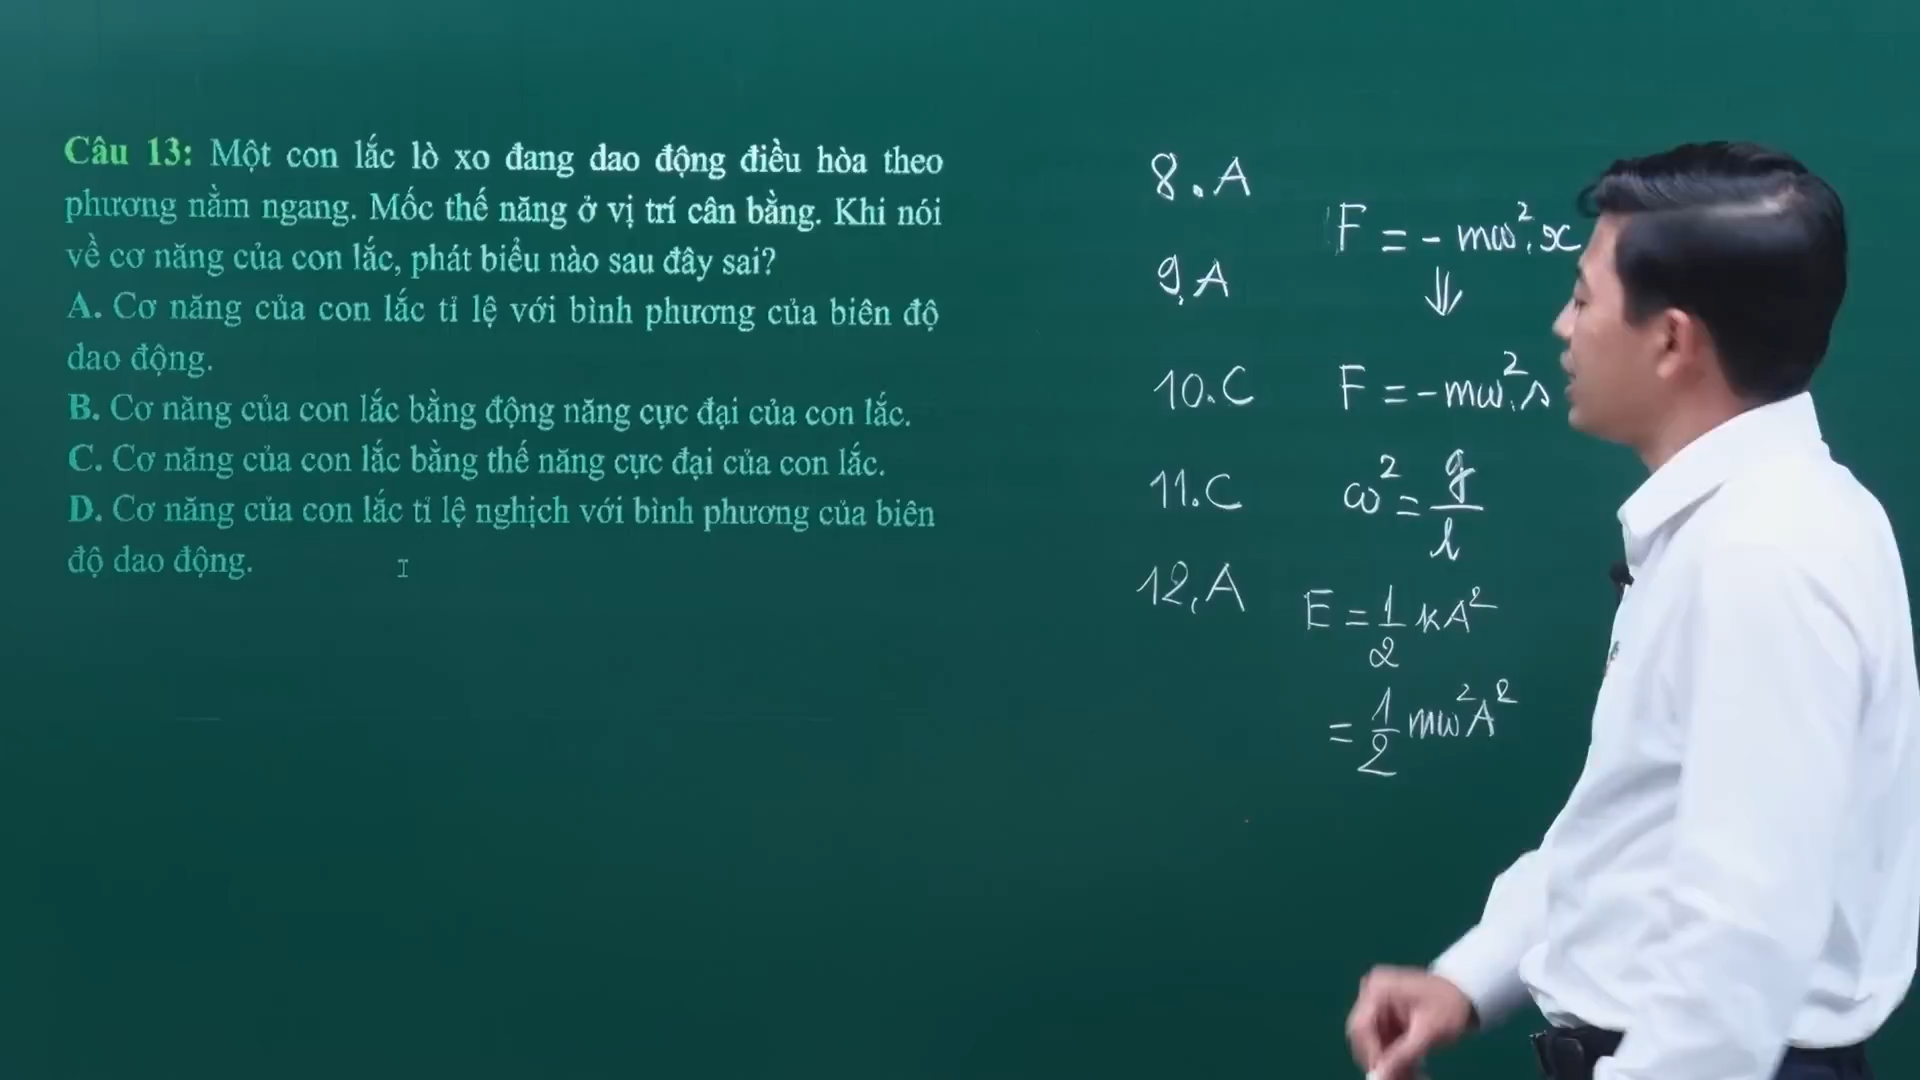 Câu 13: Một con lắc lò xo đang dao động điều hòa theo
phương nằm ngang. Mốc thế năng ở vị trí cân bằng. Khi nói
về cơ năng của con lắc, phát biểu nào sau đây sai?
A. Cơ năng của con lắc tỉ lệ với bình phương của biên độ
dao động.
B. Cơ năng của con lắc bằng động năng cực đại của con lắc.
C. Cơ năng của con lắc bằng thế năng cực đại của con lắc.
D. Cơ năng của con lắc tỉ lệ nghịch với bình phương của biên
độ dao động.
8. A
9. A
10. C
11. C
12. A
F = - mω².x
⇓
F = - mω².s
ω² = g/l
E = 1/2 kA²
= 1/2 mω²A²